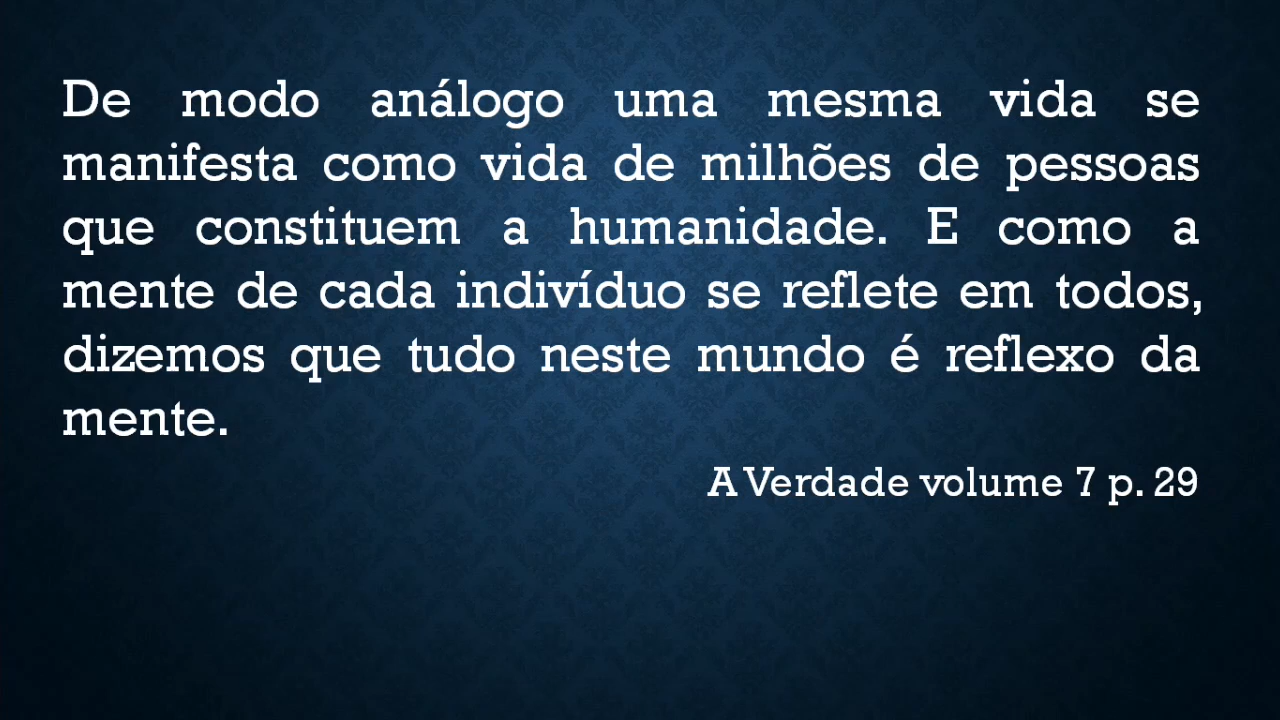 De modo análogo uma mesma vida se
manifesta como vida de milhões de pessoas
que constituem a humanidade. E como a
mente de cada indivíduo se reflete em todos,
dizemos que tudo neste mundo é reflexo da
mente.
A Verdade volume 7 p. 29